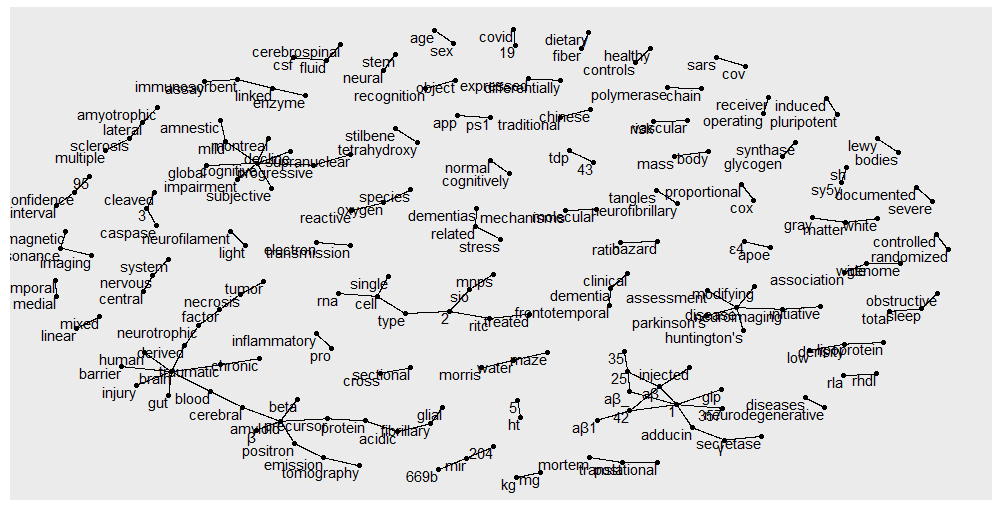 age
sex
covid
19
dietary
fiber
healthy
controls
cerebrospinal
csf
fluid
stem
neural
sars
cov
immunosorbent
assay
linked
enzyme
recognition
object
expressed
differentially
polymerase
chain
receiver
operating
induced
pluripotent
amyotrophic
lateral
sclerosis
multiple
amnestic
mild
montreal
decline
cognitive
supranuclear
progressive
global
impairment
subjective
stilbene
tetrahydroxy
app
ps1
traditional
chinese
vascular
mass
body
synthase
glycogen
lewy
bodies
95
onfidence
interval
cleaved
3
caspase
normal
cognitively
tdp
43
species
oxygen
reactive
dementias
related
stress
mechanisms
molecular
tangles
neurofibrillary
proportional
cox
sh
sy5y
documented
severe
gray
matter
white
magnetic
sonance
imaging
neurofilament
light
electron
transmission
ratio
hazard
ε4
apoe
controlled
randomized
association
wide
genome
system
nervous
central
mporal
medial
tumor
necrosis
factor
neurotrophic
rna
single
cell
type
2
sio
mnps
ritc
treated
clinical
dementia
frontotemporal
assessment
modifying
disease
neuroimaging
initiative
parkinson's
huntington's
obstructive
total
sleep
mixed
linear
derived
human
barrier
brain
traumatic
chronic
injury
gut
blood
cerebral
inflammatory
pro
cross
sectional
morris
water
maze
low
density
lipoprotein
rla
rhdl
35
25
injected
aβ_
aβ_
42
1
glp
357
aβ1
adducin
γ
secretase
diseases
neurodegenerative
beta
precursor
amyloid
β
protein
acidic
fibrillary
glial
positron
emission
tomography
5
ht
204
mir
669b
kg
mg
mortem
post
translational